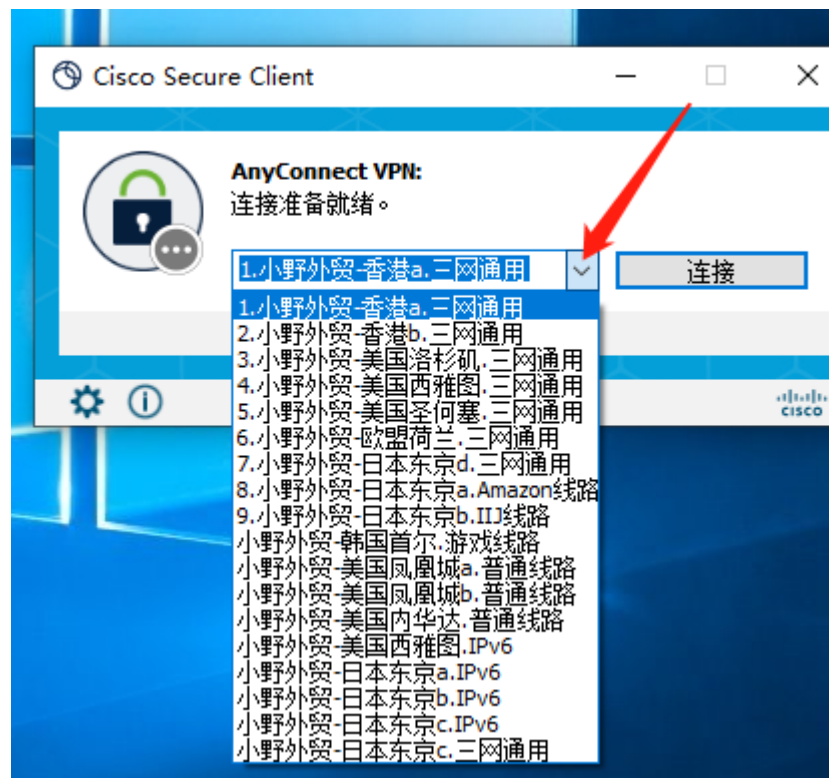 Cisco Secure Client
AnyConnect VPN:
连接准备就绪。
1.小野外贸-香港a.三网通用
连接
1.小野外贸-香港a.三网通用
2.小野外贸-香港b.三网通用
3.小野外贸-美国洛杉矶.三网通用
4.小野外贸-美国西雅图.三网通用
5.小野外贸-美国圣何塞.三网通用
6.小野外贸-欧盟荷兰.三网通用
7.小野外贸-日本东京d.三网通用
8.小野外贸-日本东京a.Amazon线路
9.小野外贸-日本东京b.IIJ线路
小野外贸-韩国首尔.游戏线路
小野外贸-美国凤凰城a.普通线路
小野外贸-美国凤凰城b.普通线路
小野外贸-美国内华达.普通线路
小野外贸-美国西雅图.IPv6
小野外贸-日本东京a.IPv6
小野外贸-日本东京b.IPv6
小野外贸-日本东京c.IPv6
小野外贸-日本东京c.三网通用
CISCO